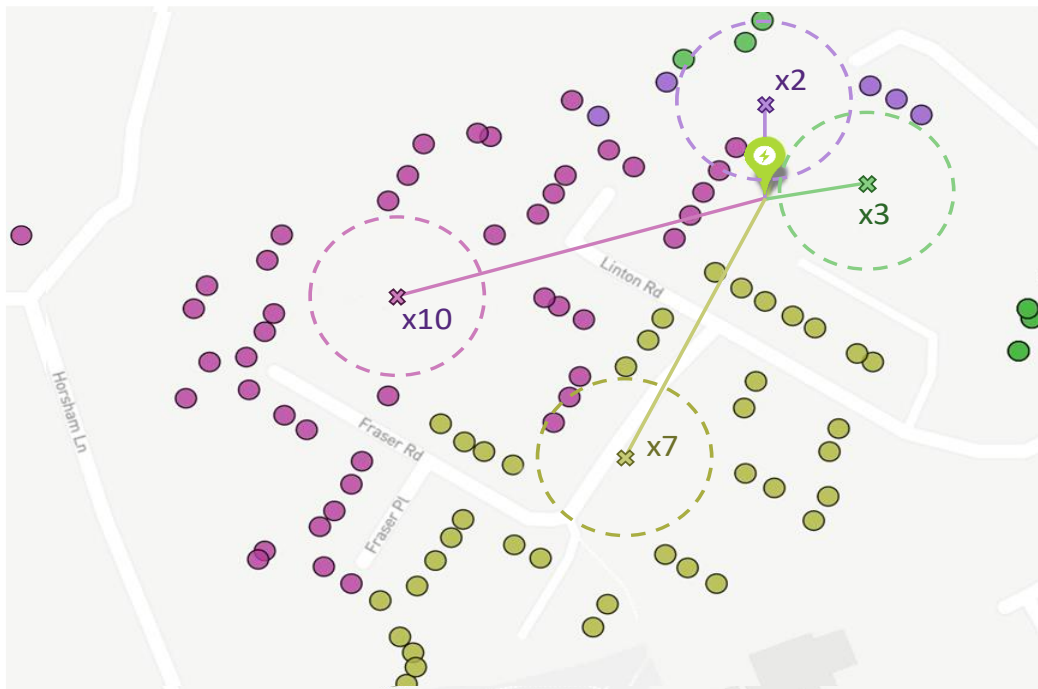 x2
x3
Linton Rd
x10
Horsham Ln
Fraser Rd
x7
Fraser Pl